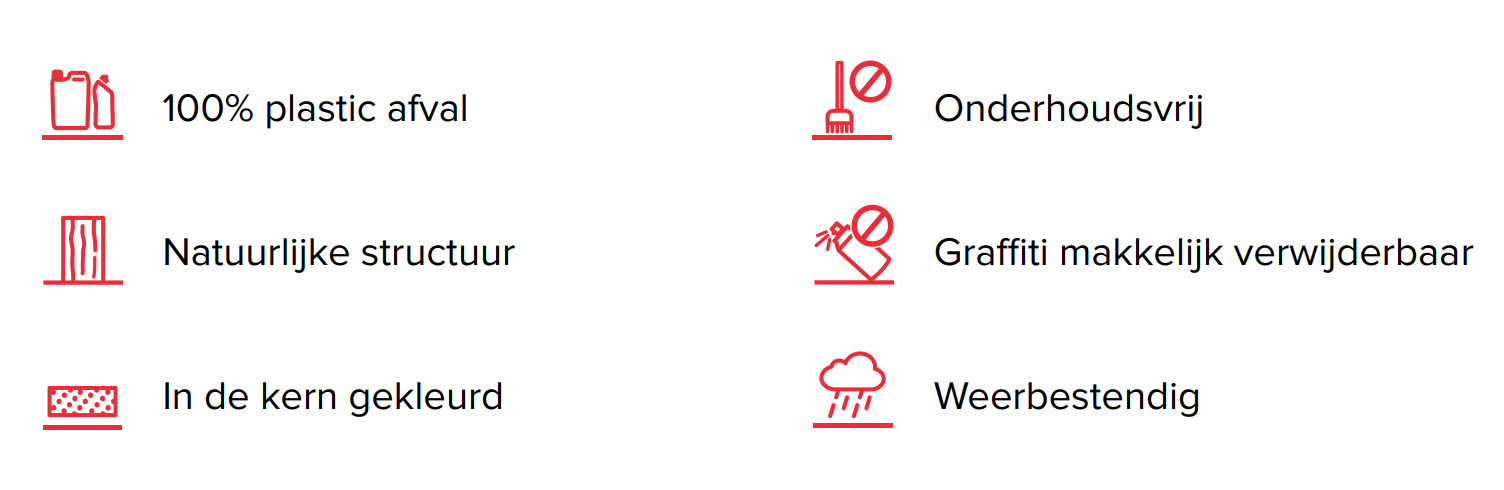 100% plastic afval
Onderhoudsvrij
Natuurlijke structuur
Graffiti makkelijk verwijderbaar
In de kern gekleurd
Weerbestendig